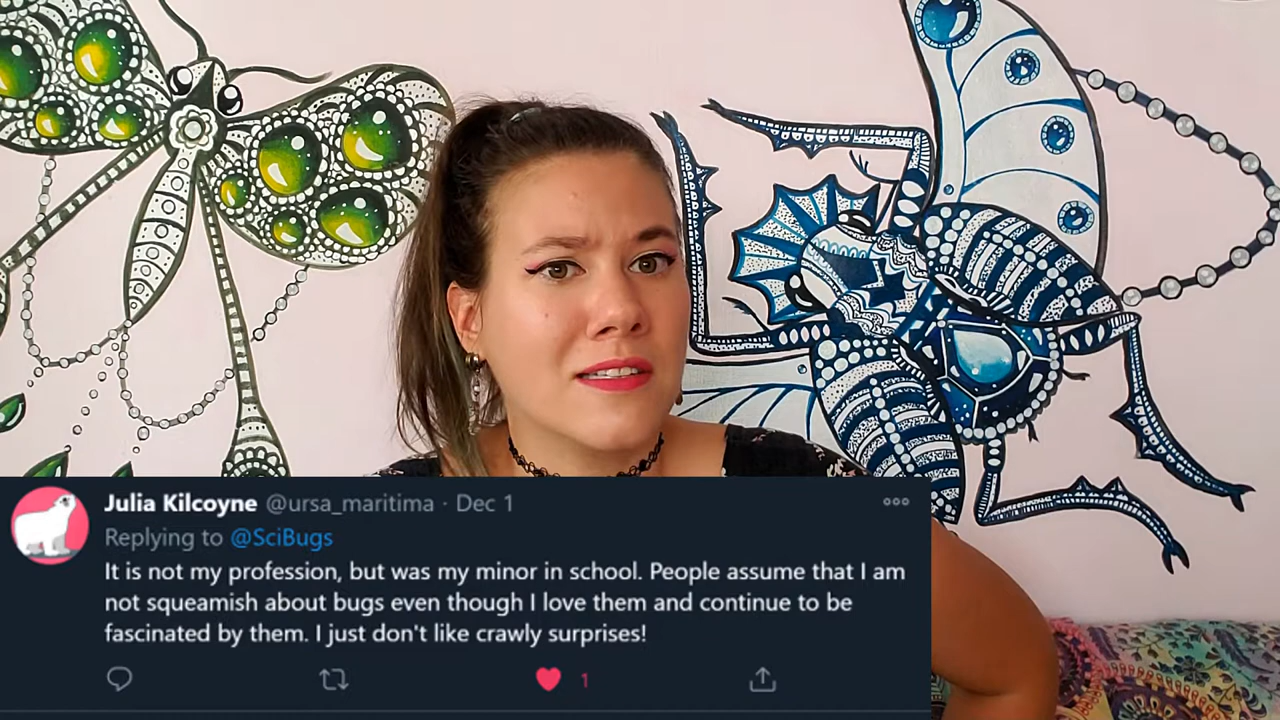 Julia Kilcoyne @ursa_maritima · Dec 1
Replying to @SciBugs
It is not my profession, but was my minor in school. People assume that I am
not squeamish about bugs even though I love them and continue to be
fascinated by them. I just don't like crawly surprises!
1